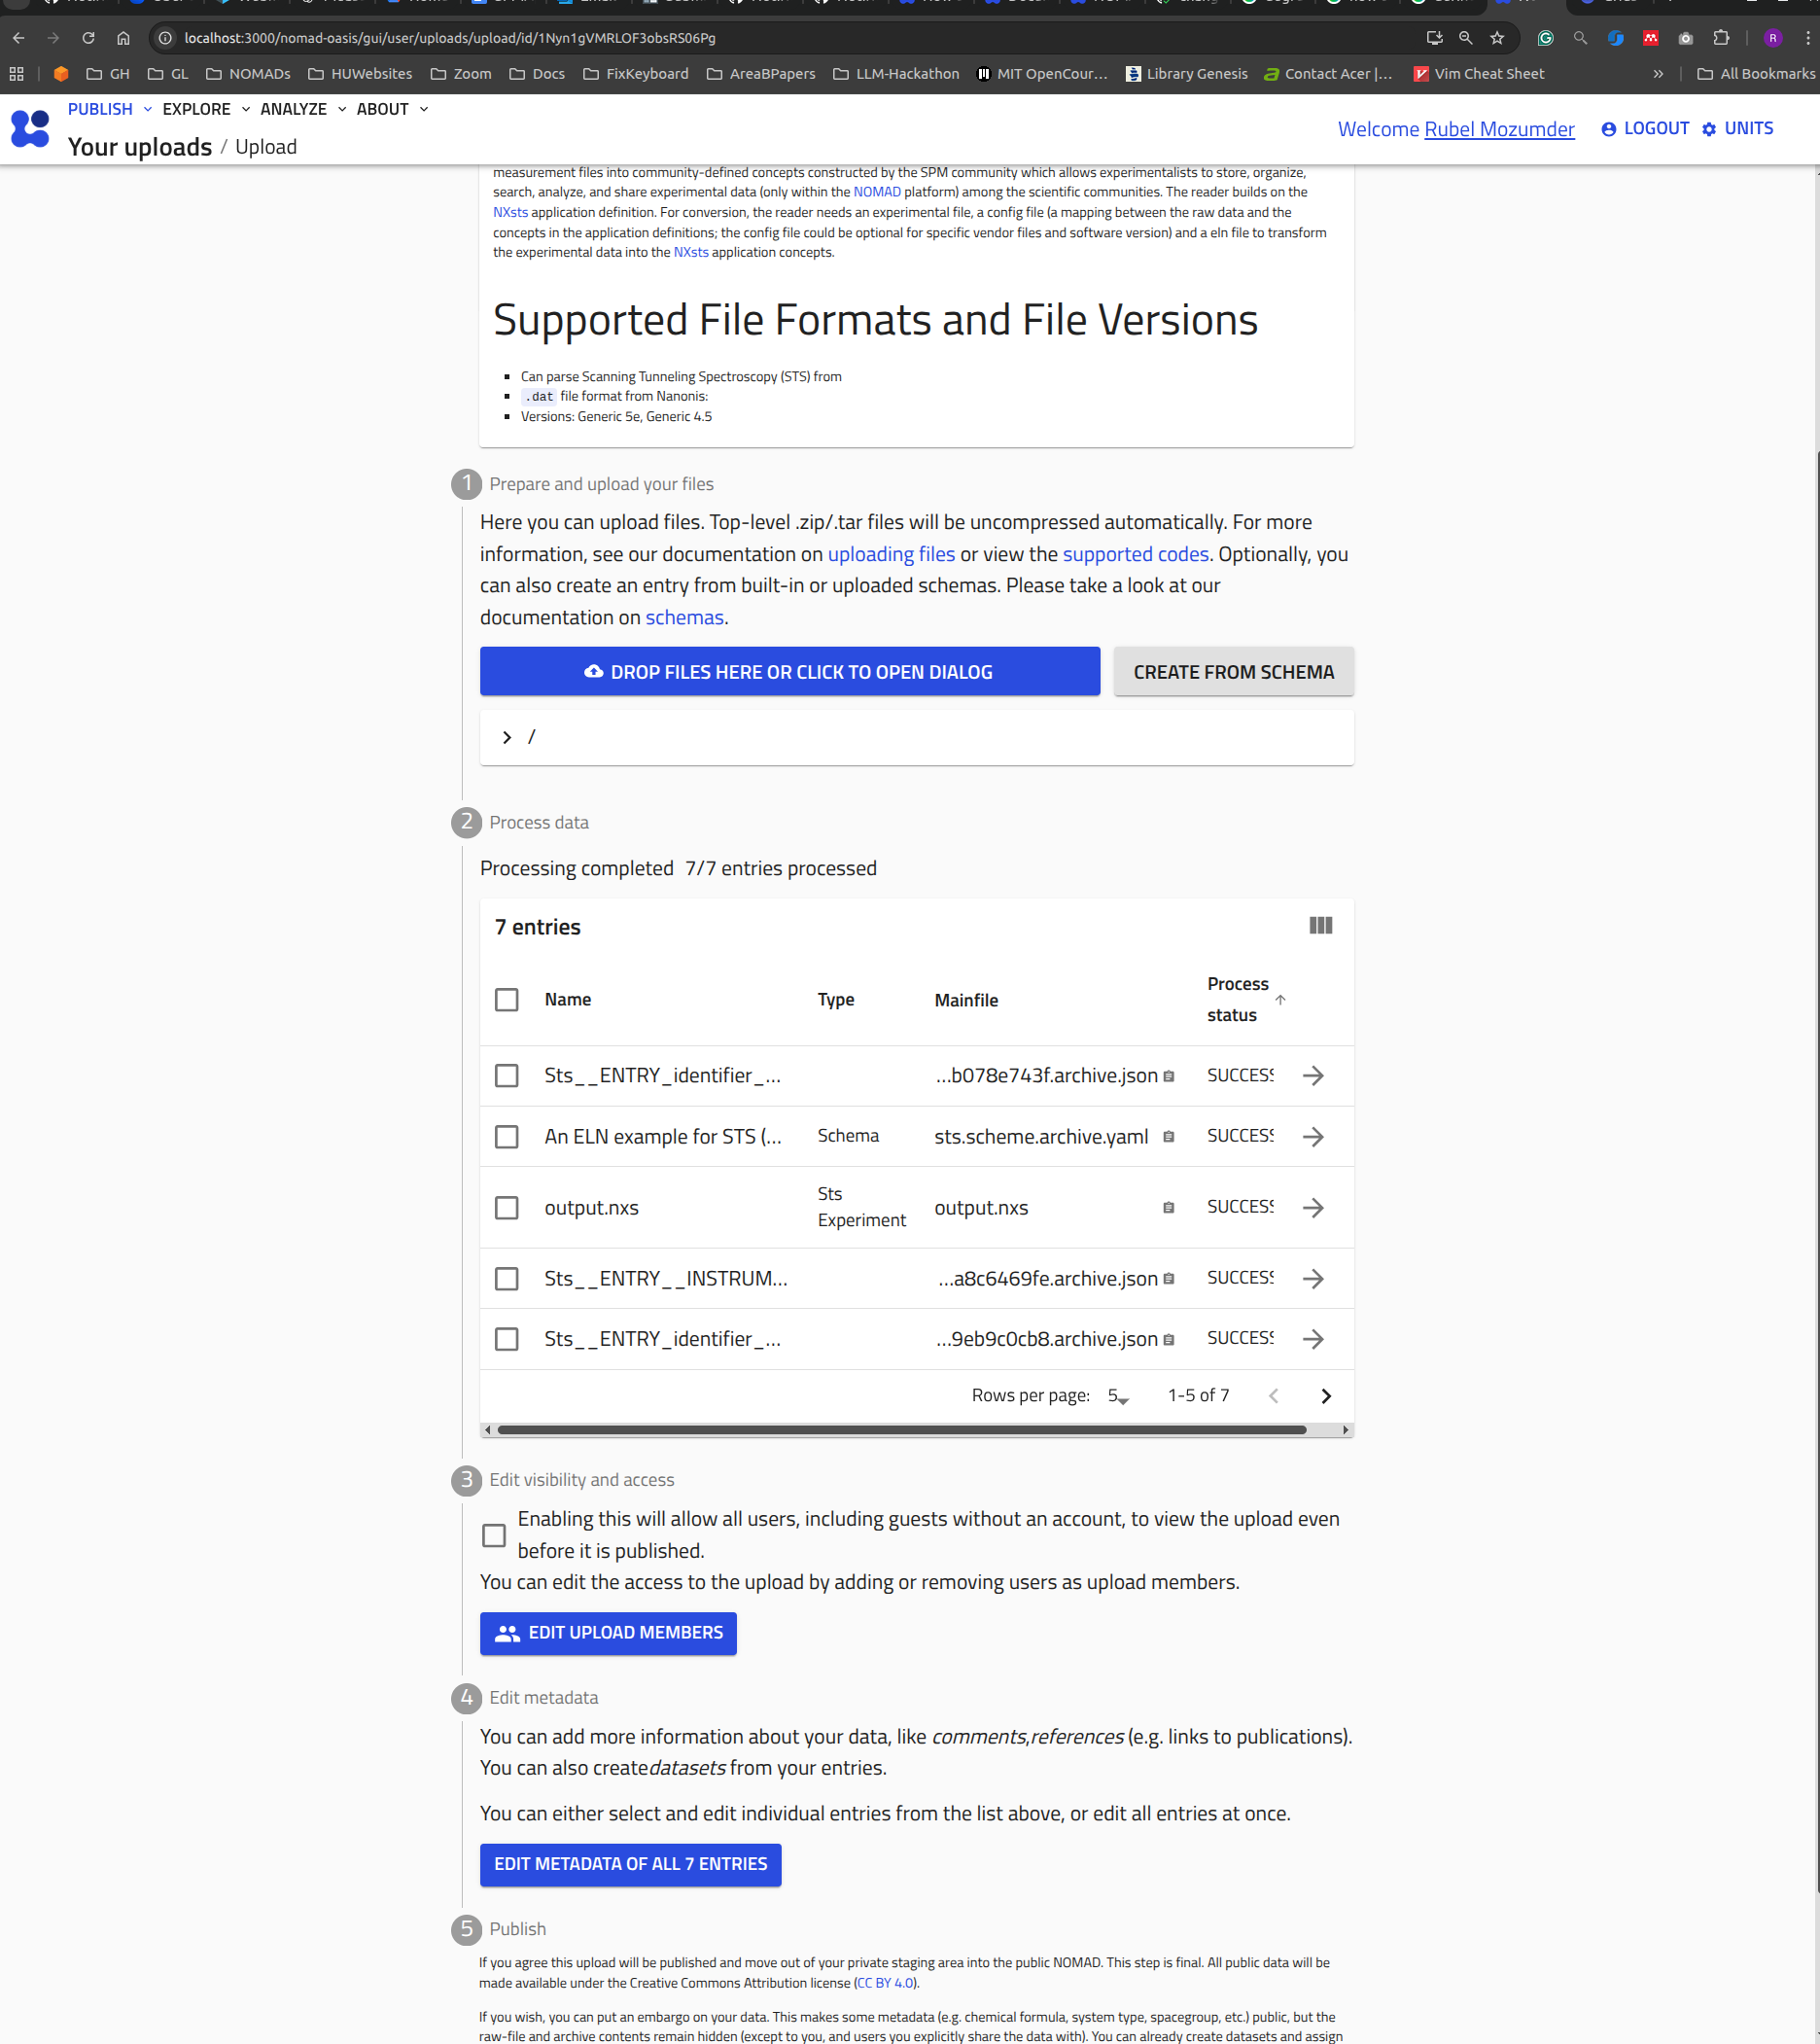 localhost:3000/nomad-oasis/gui/user/uploads/upload/id/1Nyn1gVMRLOF3obsRS06Pg
GH GL NOMADs HUWebsites Zoom Docs FixKeyboard AreaBPapers LLM-Hackathon MIT OpenCour... Library Genesis Contact Acer |... Vim Cheat Sheet » All Bookmarks
PUBLISH EXPLORE ANALYZE ABOUT
Your uploads / Upload
Welcome Rubel Mozumder LOGOUT UNITS
measurement files into community-defined concepts constructed by the SPM community which allows experimentalists to store, organize,
search, analyze, and share experimental data (only within the NOMAD platform) among the scientific communities. The reader builds on the
NXsts application definition. For conversion, the reader needs an experimental file, a config file (a mapping between the raw data and the
concepts in the application definitions; the config file could be optional for specific vendor files and software version) and a eln file to transform
the experimental data into the NXsts application concepts.
Supported File Formats and File Versions
Can parse Scanning Tunneling Spectroscopy (STS) from
.dat file format from Nanonis:
Versions: Generic 5e, Generic 4.5
1 Prepare and upload your files
Here you can upload files. Top-level .zip/.tar files will be uncompressed automatically. For more
information, see our documentation on uploading files or view the supported codes. Optionally, you
can also create an entry from built-in or uploaded schemas. Please take a look at our
documentation on schemas.
DROP FILES HERE OR CLICK TO OPEN DIALOG CREATE FROM SCHEMA
/
2 Process data
Processing completed 7/7 entries processed
7 entries
Name Type Mainfile Process status
Sts__ENTRY_identifier_... ...b078e743f.archive.json SUCCESS
An ELN example for STS (... Schema sts.scheme.archive.yaml SUCCESS
output.nxs Sts Experiment output.nxs SUCCESS
Sts__ENTRY__INSTRUM... ...a8c6469fe.archive.json SUCCESS
Sts__ENTRY_identifier_... ...9eb9c0cb8.archive.json SUCCESS
Rows per page: 5 1-5 of 7
3 Edit visibility and access
Enabling this will allow all users, including guests without an account, to view the upload even
before it is published.
You can edit the access to the upload by adding or removing users as upload members.
EDIT UPLOAD MEMBERS
4 Edit metadata
You can add more information about your data, like comments,references (e.g. links to publications).
You can also createdatasets from your entries.
You can either select and edit individual entries from the list above, or edit all entries at once.
EDIT METADATA OF ALL 7 ENTRIES
5 Publish
If you agree this upload will be published and move out of your private staging area into the public NOMAD. This step is final. All public data will be
made available under the Creative Commons Attribution license (CC BY 4.0).
If you wish, you can put an embargo on your data. This makes some metadata (e.g. chemical formula, system type, spacegroup, etc.) public, but the
raw-file and archive contents remain hidden (except to you, and users you explicitly share the data with). You can already create datasets and assign